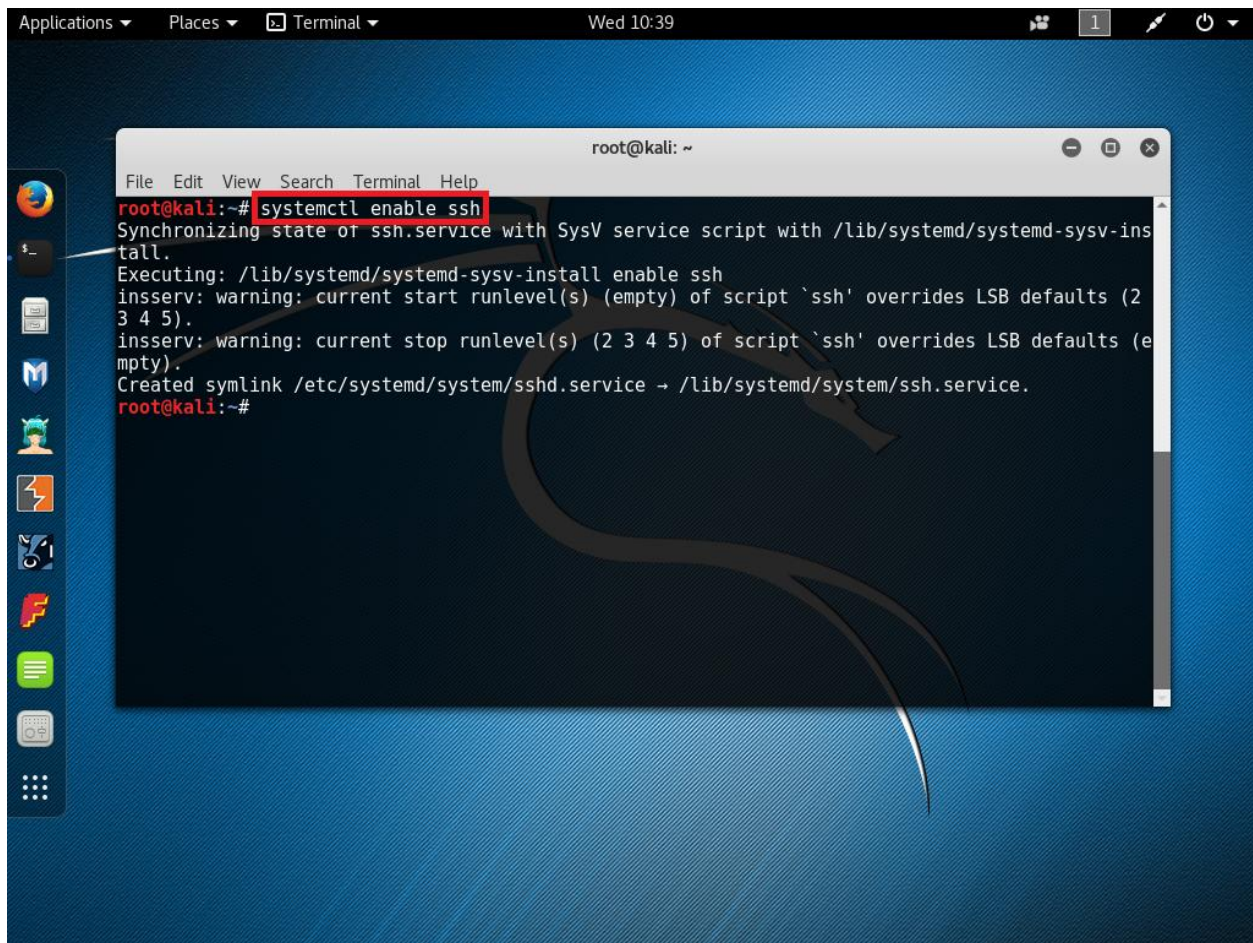 Applications Places Terminal Wed 10:39 1
root@kali: ~
File Edit View Search Terminal Help
root@kali:~# systemctl enable ssh
Synchronizing state of ssh.service with SysV service script with /lib/systemd/systemd-sysv-ins
tall.
Executing: /lib/systemd/systemd-sysv-install enable ssh
insserv: warning: current start runlevel(s) (empty) of script `ssh' overrides LSB defaults (2
3 4 5).
insserv: warning: current stop runlevel(s) (2 3 4 5) of script `ssh' overrides LSB defaults (e
mpty).
Created symlink /etc/systemd/system/sshd.service → /lib/systemd/system/ssh.service.
root@kali:~#